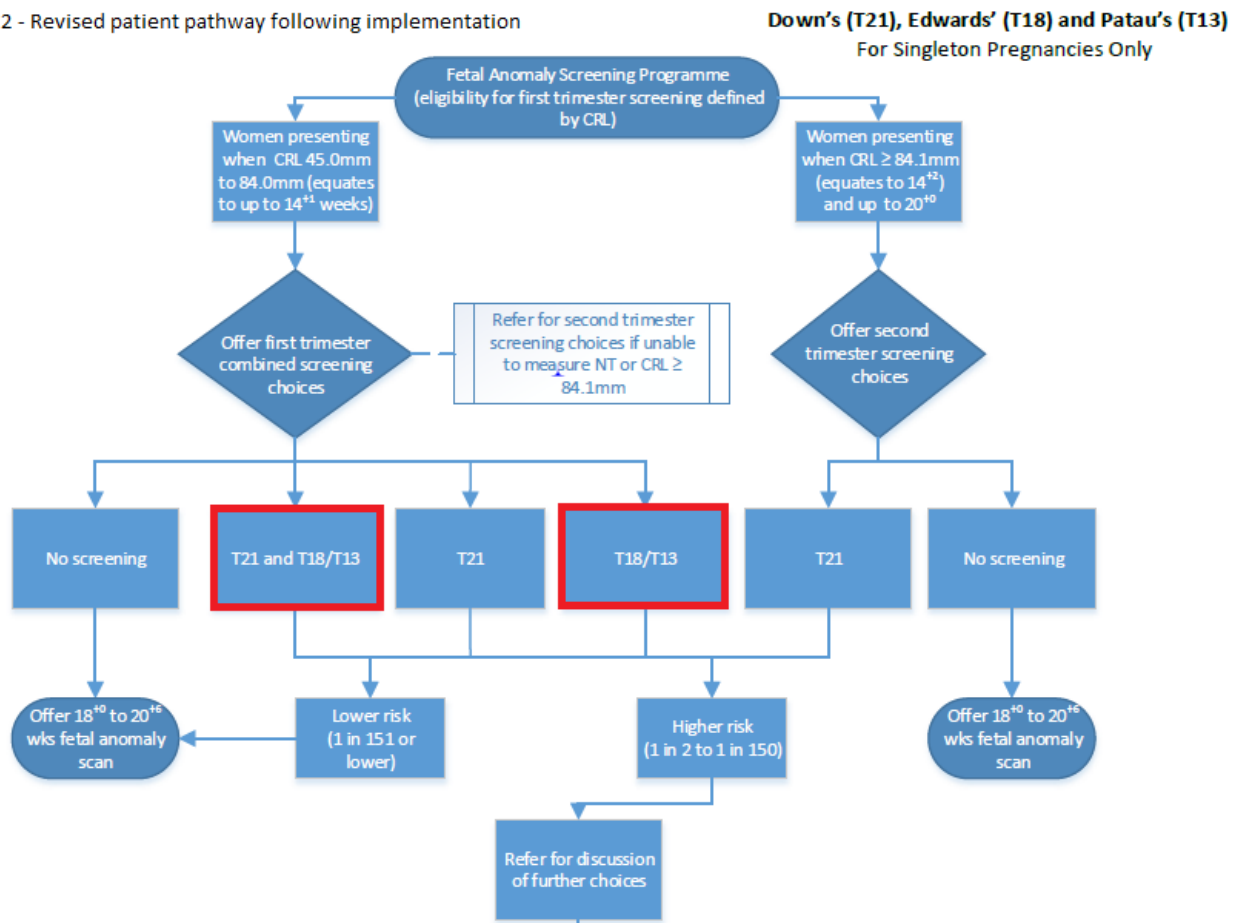 2 - Revised patient pathway following implementation
Down's (T21), Edwards' (T18) and Patau's (T13)
For Singleton Pregnancies Only
Fetal Anomaly Screening Programme
(eligibility for first trimester screening defined
by CRL)
Women presenting
when CRL 45.0mm
to 84.0mm (equates
to up to 14⁺¹ weeks)
Women presenting
when CRL ≥ 84.1mm
(equates to 14⁺²)
and up to 20⁺⁰
Offer first trimester
combined screening
choices
Refer for second trimester
screening choices if unable
to measure NT or CRL ≥
84.1mm
Offer second
trimester screening
choices
No screening
T21 and T18/T13
T21
T18/T13
T21
No screening
Offer 18⁺⁰ to 20⁺⁶
wks fetal anomaly
scan
Lower risk
(1 in 151 or
lower)
Higher risk
(1 in 2 to 1 in 150)
Offer 18⁺⁰ to 20⁺⁶
wks fetal anomaly
scan
Refer for discussion
of further choices